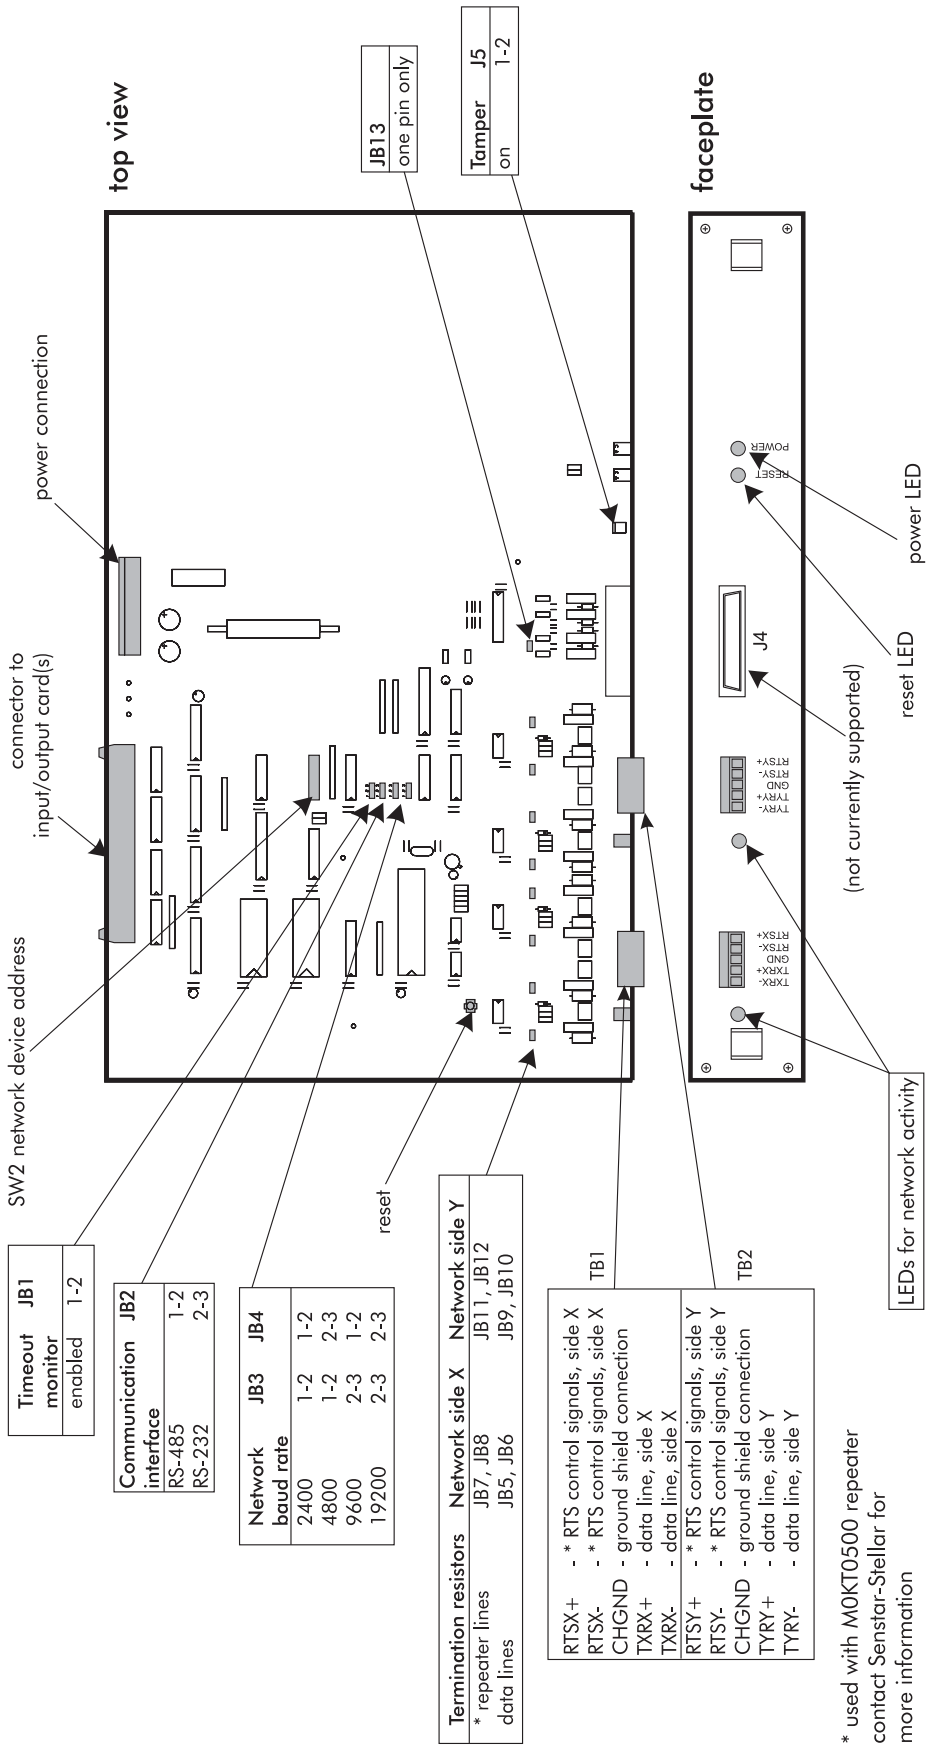 top view
power connection
connector to
input/output card(s)
SW2 network device address
JB13
one pin only
Tamper J5
on 1-2
Timeout JB1
monitor
enabled 1-2
Communication JB2
interface
RS-485 1-2
RS-232 2-3
Network JB3 JB4
baud rate
2400 1-2 1-2
4800 1-2 2-3
9600 2-3 1-2
19200 2-3 2-3
reset
Termination resistors Network side X Network side Y
* repeater lines JB7, JB8 JB11, JB12
data lines JB5, JB6 JB9, JB10
RTSX+ - * RTS control signals, side X
RTSX- - * RTS control signals, side X
CHGND - ground shield connection
TXRX+ - data line, side X
TXRX- - data line, side X
TB1
RTSY+ - * RTS control signals, side Y
RTSY- - * RTS control signals, side Y
CHGND - ground shield connection
TYRY+ - data line, side Y
TYRY- - data line, side Y
TB2
* used with M0KT0500 repeater
contact Senstar-Stellar for
more information
faceplate
POWER
RESET
J4
RTSY+
RTSY-
GND
TYRY+
TYRY-
RTSX+
RTSX-
GND
TXRX+
TXRX-
power LED
reset LED
(not currently supported)
LEDs for network activity